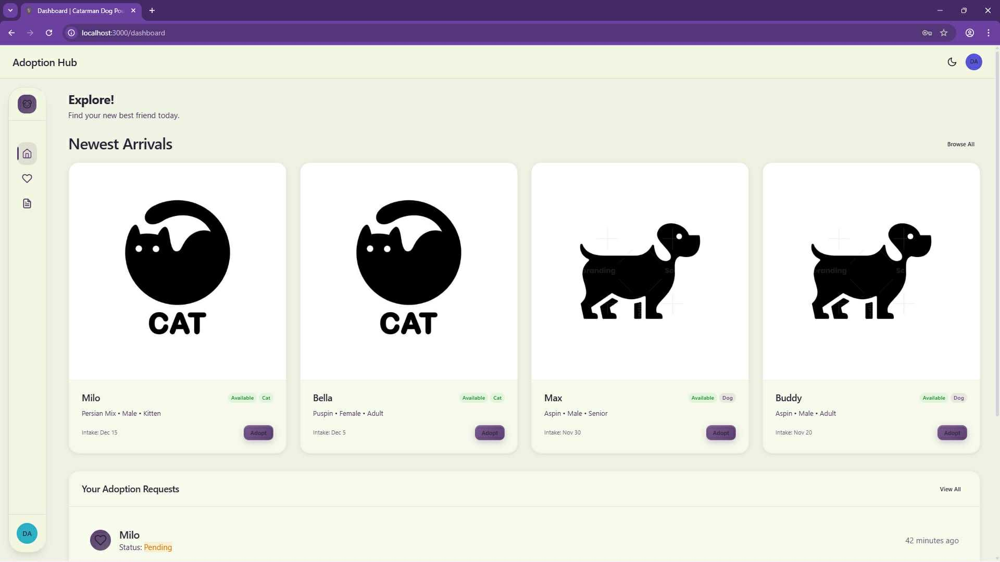 Dashboard | Catarman Dog Pou
localhost:3000/dashboard
Adoption Hub
DA
Explore!
Find your new best friend today.
Newest Arrivals
Browse All
CAT
CAT
branding
Sc
randing
Sc
Milo
Available
Cat
Persian Mix • Male • Kitten
Intake: Dec 15
Adopt
Bella
Available
Cat
Puspin • Female • Adult
Intake: Dec 5
Adopt
Max
Available
Dog
Aspin • Male • Senior
Intake: Nov 30
Adopt
Buddy
Available
Dog
Aspin • Male • Adult
Intake: Nov 20
Adopt
Your Adoption Requests
View All
Milo
Status: Pending
42 minutes ago
DA